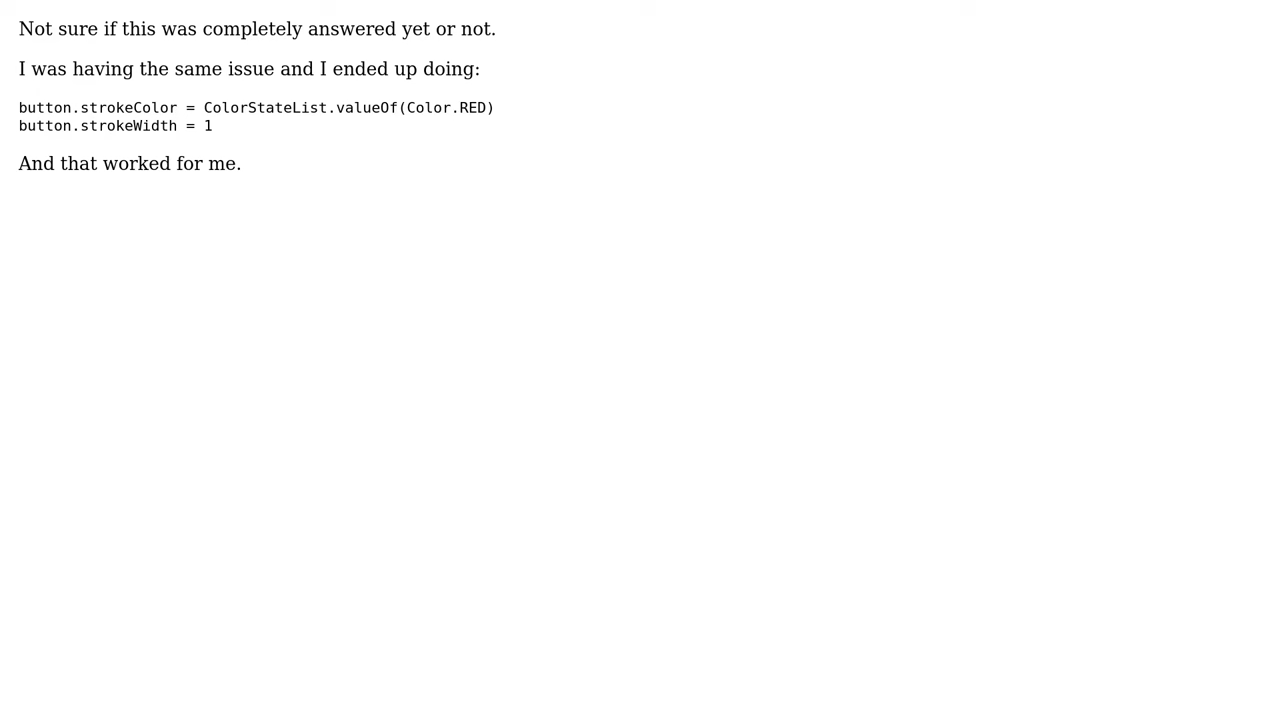 Not sure if this was completely answered yet or not.
I was having the same issue and I ended up doing:
button.strokeColor = ColorStateList.valueOf(Color.RED)
button.strokeWidth = 1
And that worked for me.